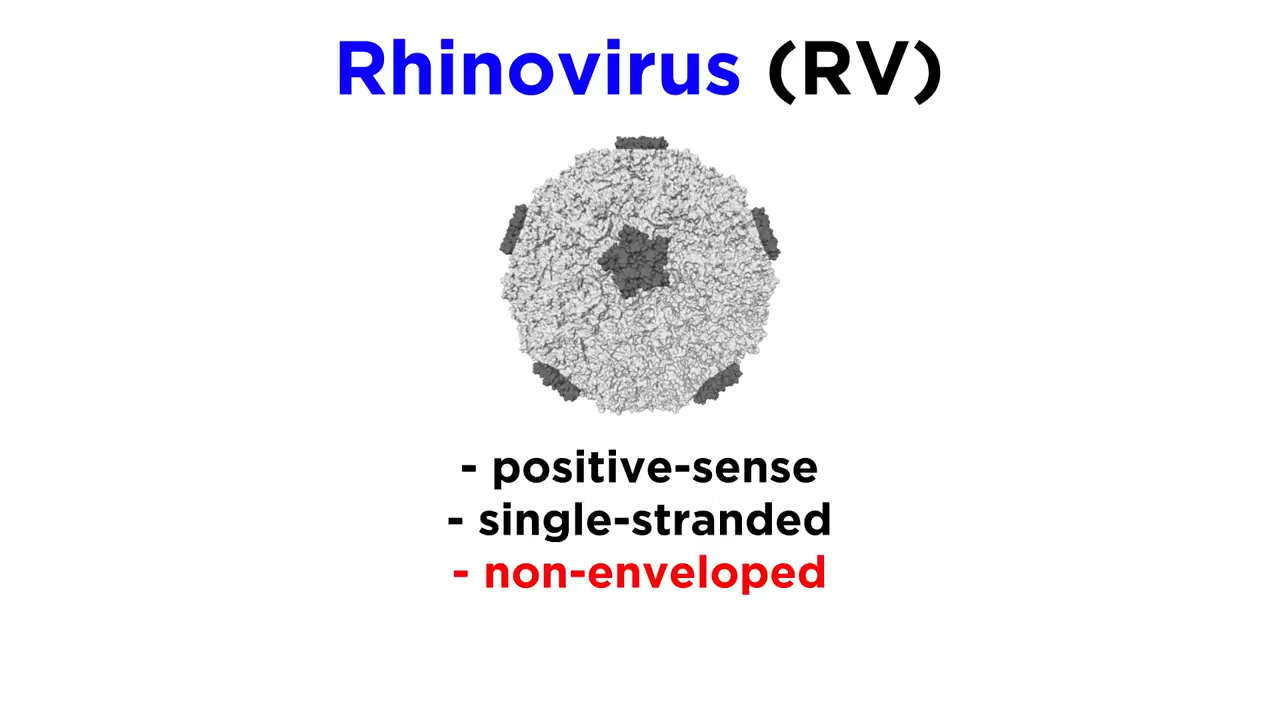 Rhinovirus (RV)
- positive-sense
- single-stranded
- non-enveloped